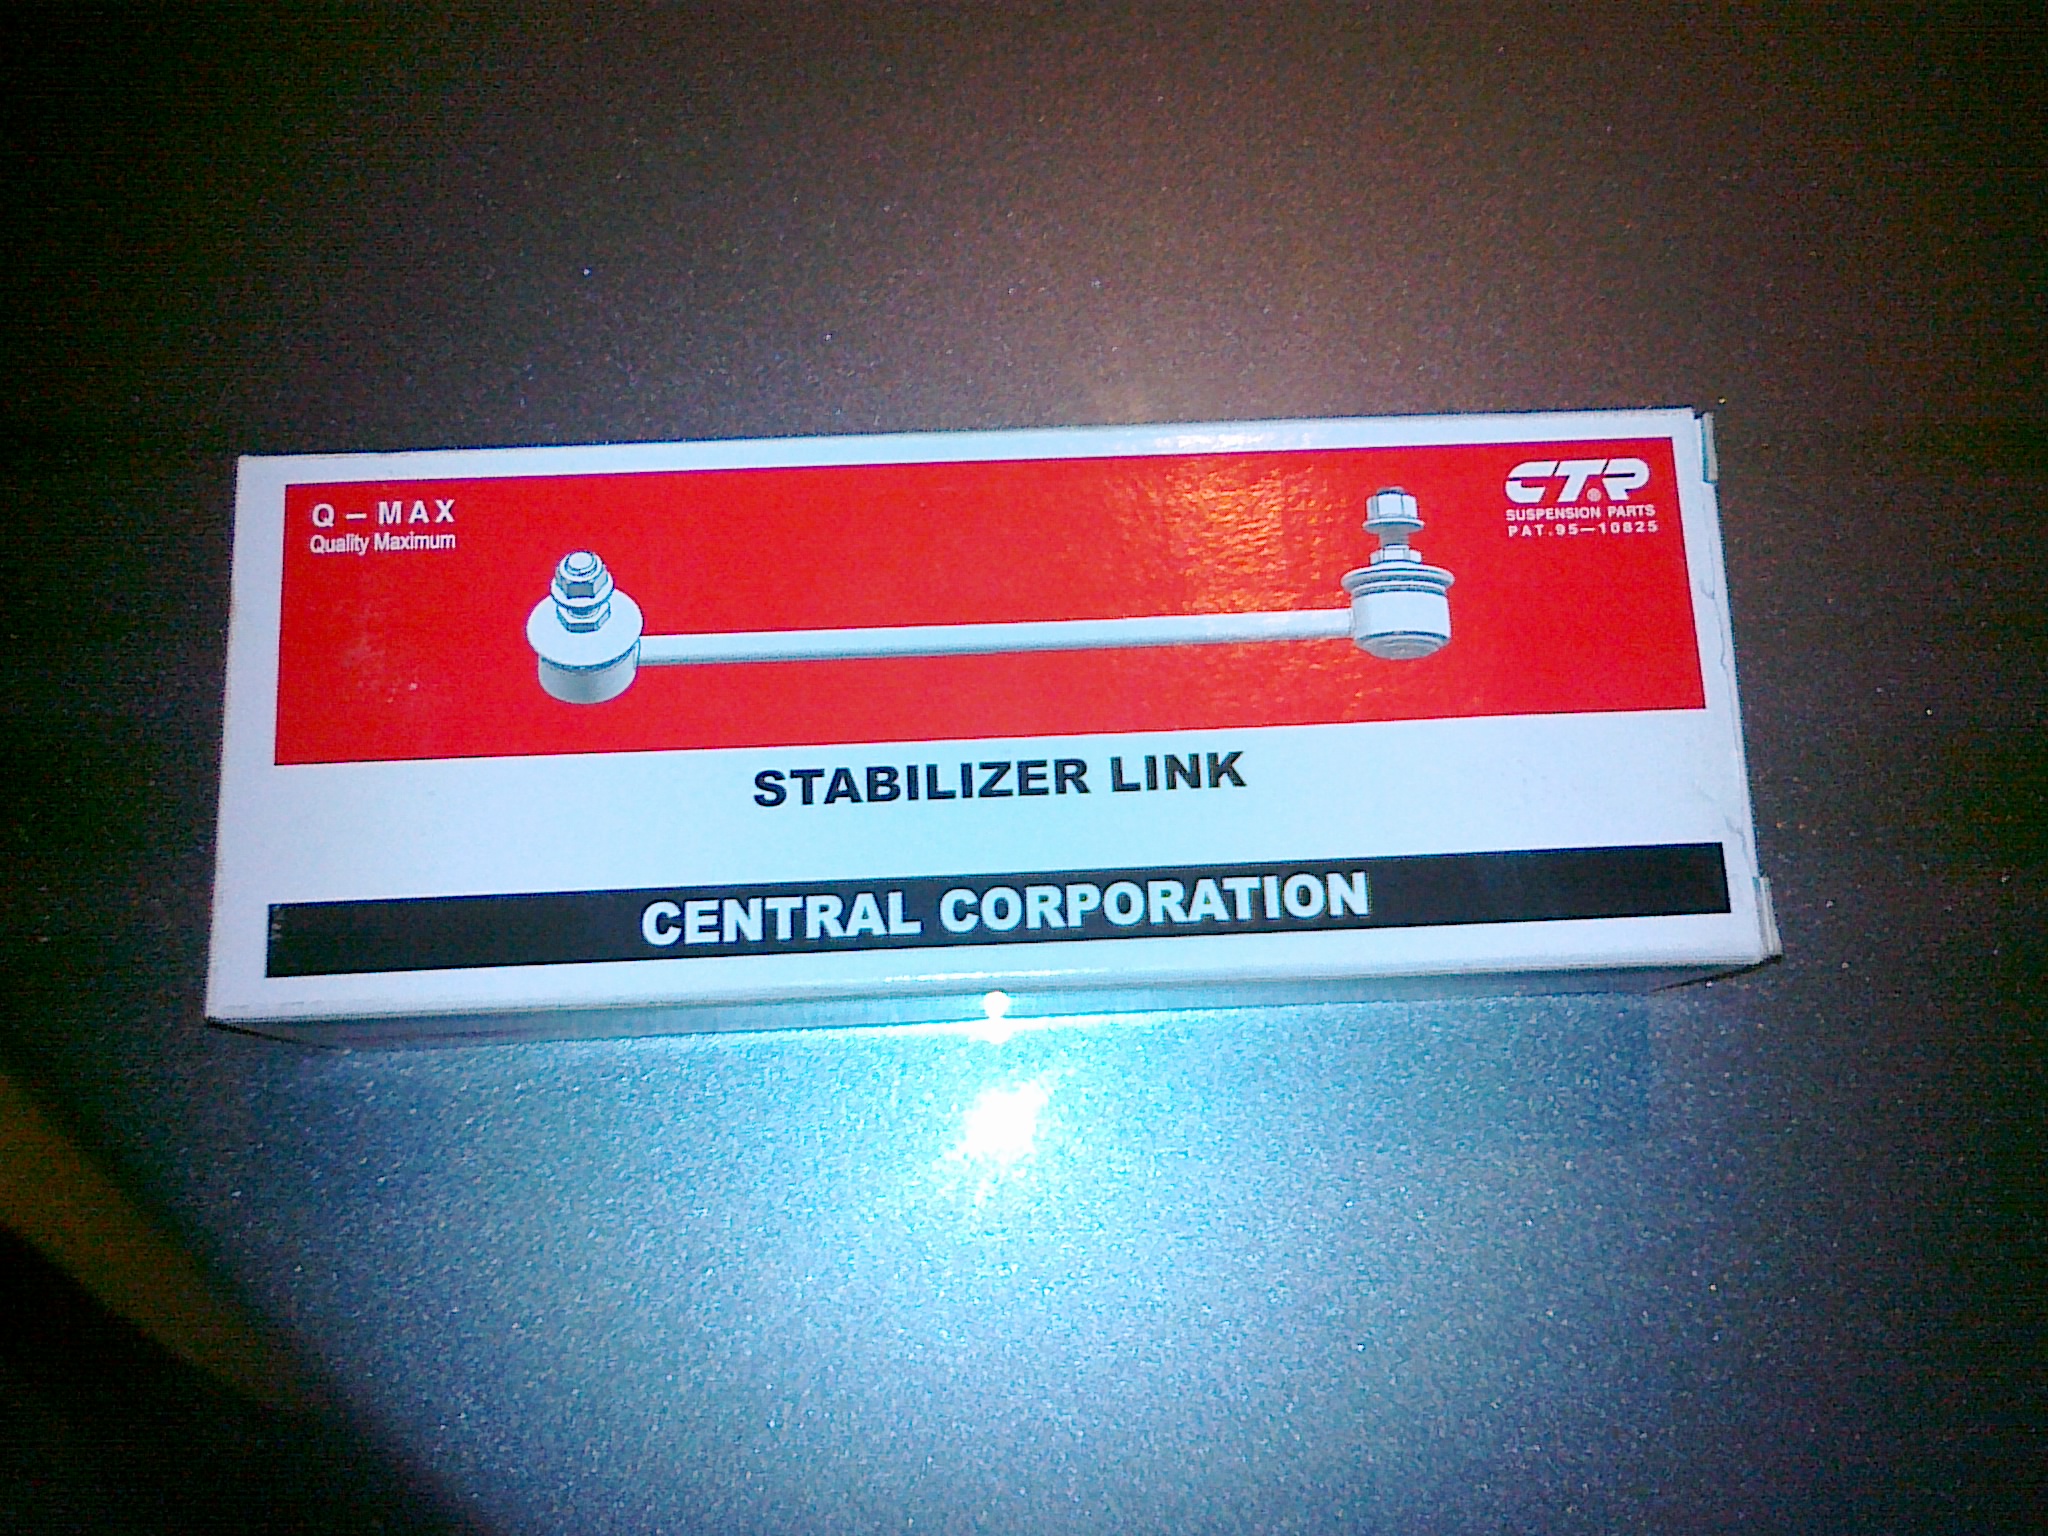 Q – MAX
Quality Maximum
CTR®
SUSPENSION PARTS
PAT.95–10825
STABILIZER LINK
CENTRAL CORPORATION